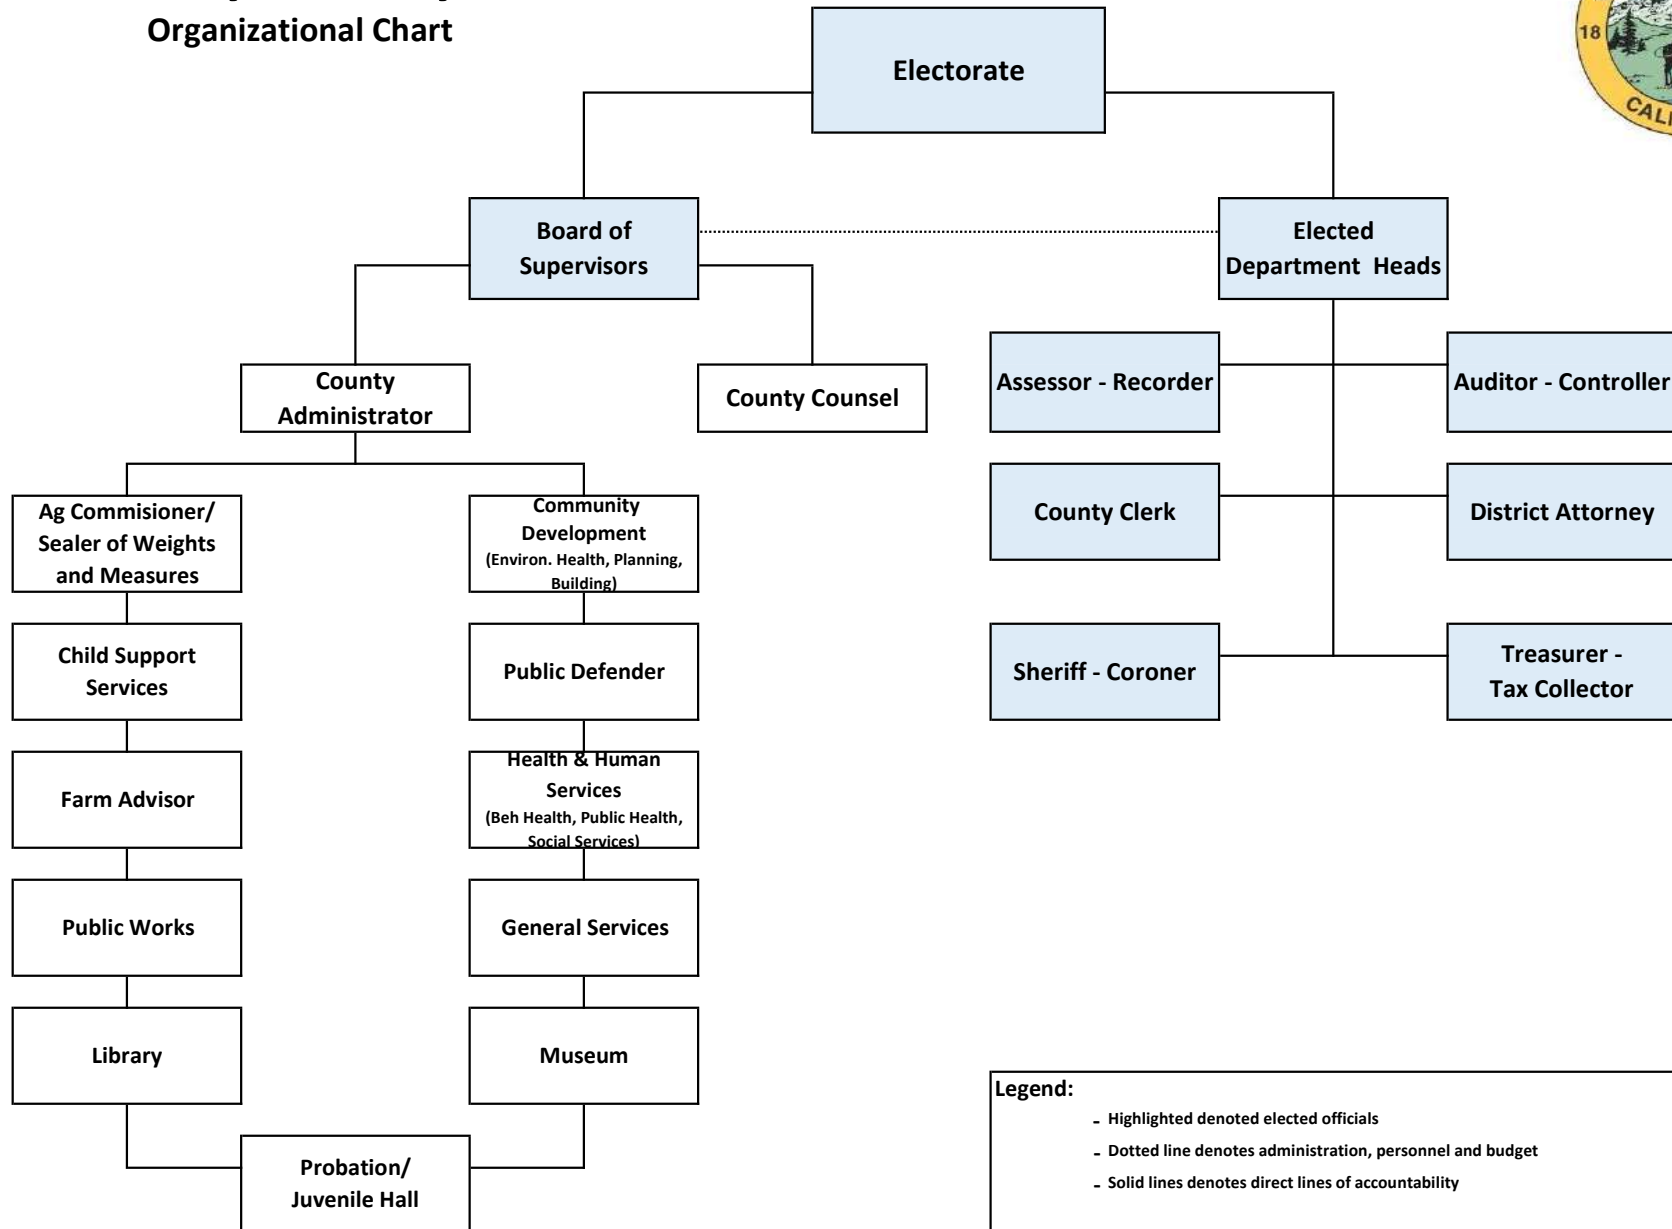 Organizational Chart
18
CALI
Electorate
Board of
Supervisors
Elected
Department Heads
County
Administrator
County Counsel
Assessor - Recorder
Auditor - Controller
Ag Commisioner/
Sealer of Weights
and Measures
Community
Development
(Environ. Health, Planning,
Building)
County Clerk
District Attorney
Child Support
Services
Public Defender
Sheriff - Coroner
Treasurer -
Tax Collector
Farm Advisor
Health & Human
Services
(Beh Health, Public Health,
Social Services)
Public Works
General Services
Library
Museum
Probation/
Juvenile Hall
Legend:
- Highlighted denoted elected officials
- Dotted line denotes administration, personnel and budget
- Solid lines denotes direct lines of accountability